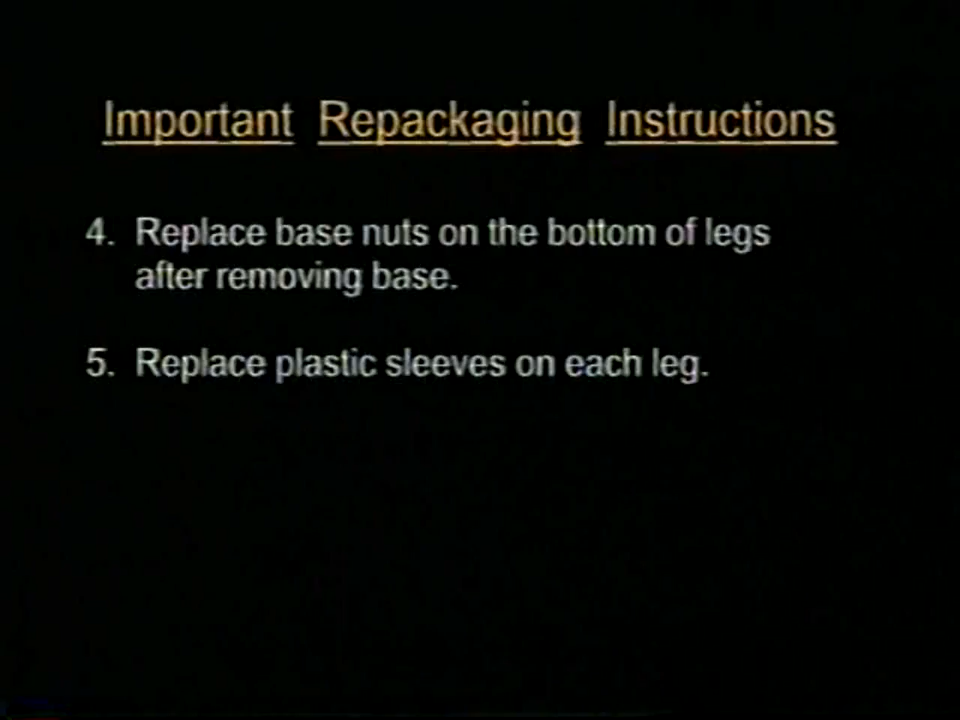 Important Repackaging Instructions
4. Replace base nuts on the bottom of legs
after removing base.
5. Replace plastic sleeves on each leg.